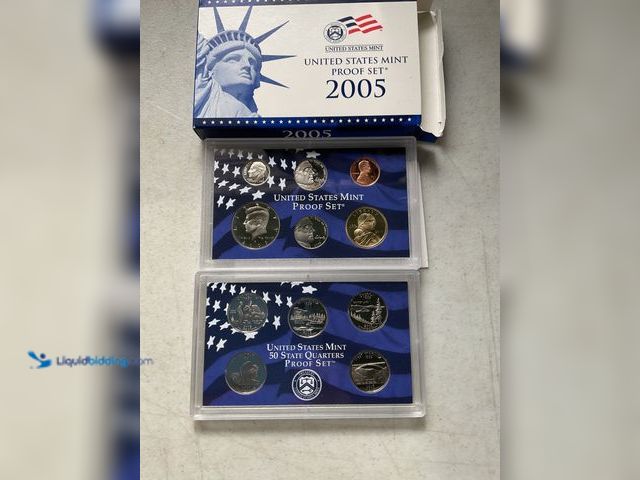 UNITED STATES MINT
UNITED STATES MINT
PROOF SET®
2005
2005
UNITED STATES MINT
PROOF SET®
UNITED STATES MINT
50 STATE QUARTERS
PROOF SET™
Liquidbidding.com